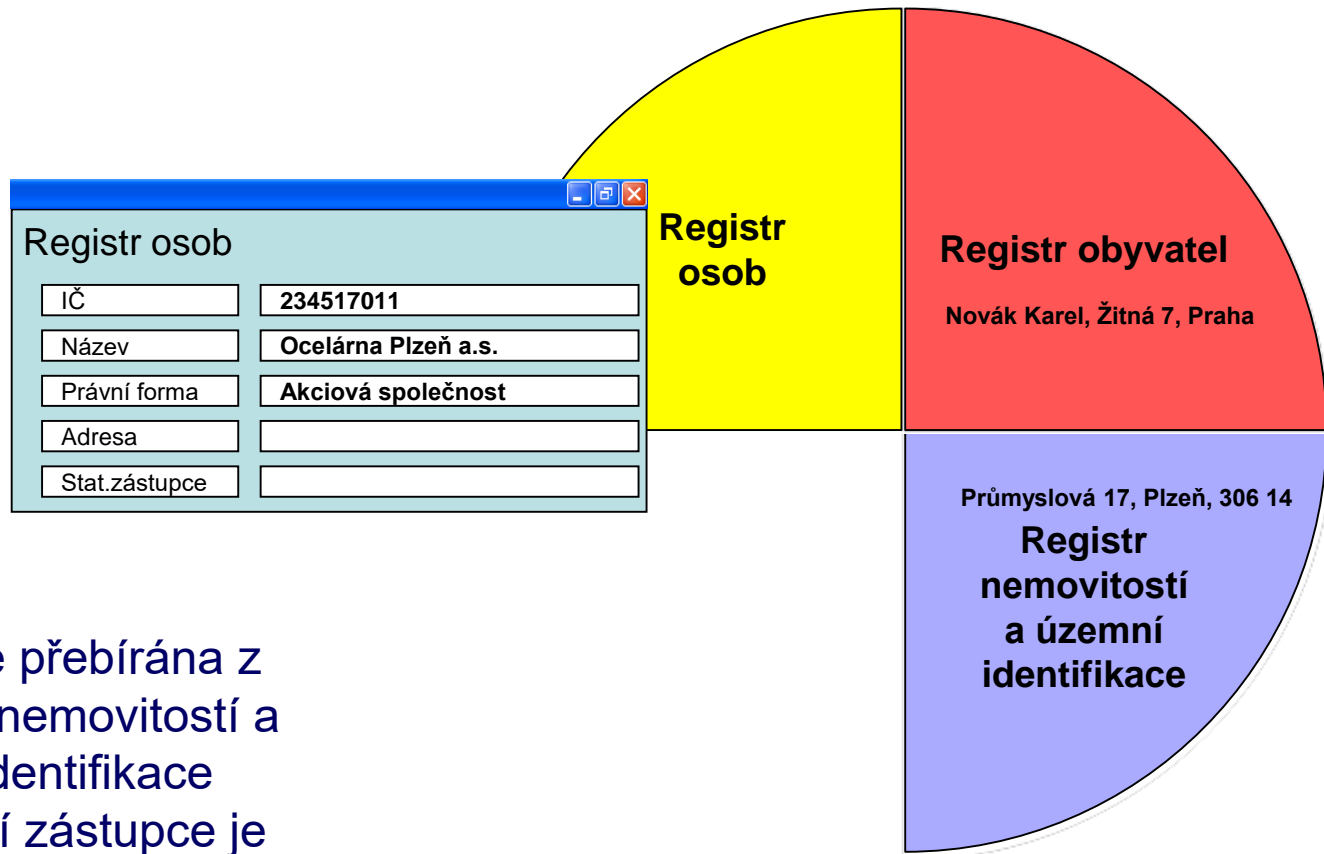 Registr osob
IČ
234517011
Název
Ocelárna Plzeň a.s.
Právní forma
Akciová společnost
Adresa
Stat.zástupce
Registr
osob
Registr obyvatel
Novák Karel, Žitná 7, Praha
Průmyslová 17, Plzeň, 306 14
Registr
nemovitostí
a územní
identifikace
přebírána z
nemovitostí a
dentifikace
í zástupce je